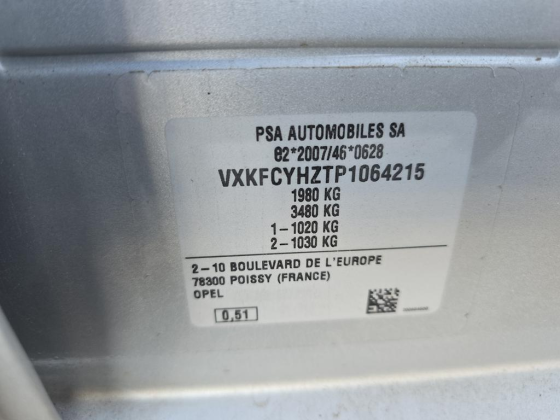 PSA AUTOMOBILES SA
02*2007/46*0628
VXKFCYHZTP1064215
1980 KG
3480 KG
1-1020 KG
2-1030 KG
2-10 BOULEVARD DE L'EUROPE
78300 POISSY (FRANCE)
OPEL
0,51